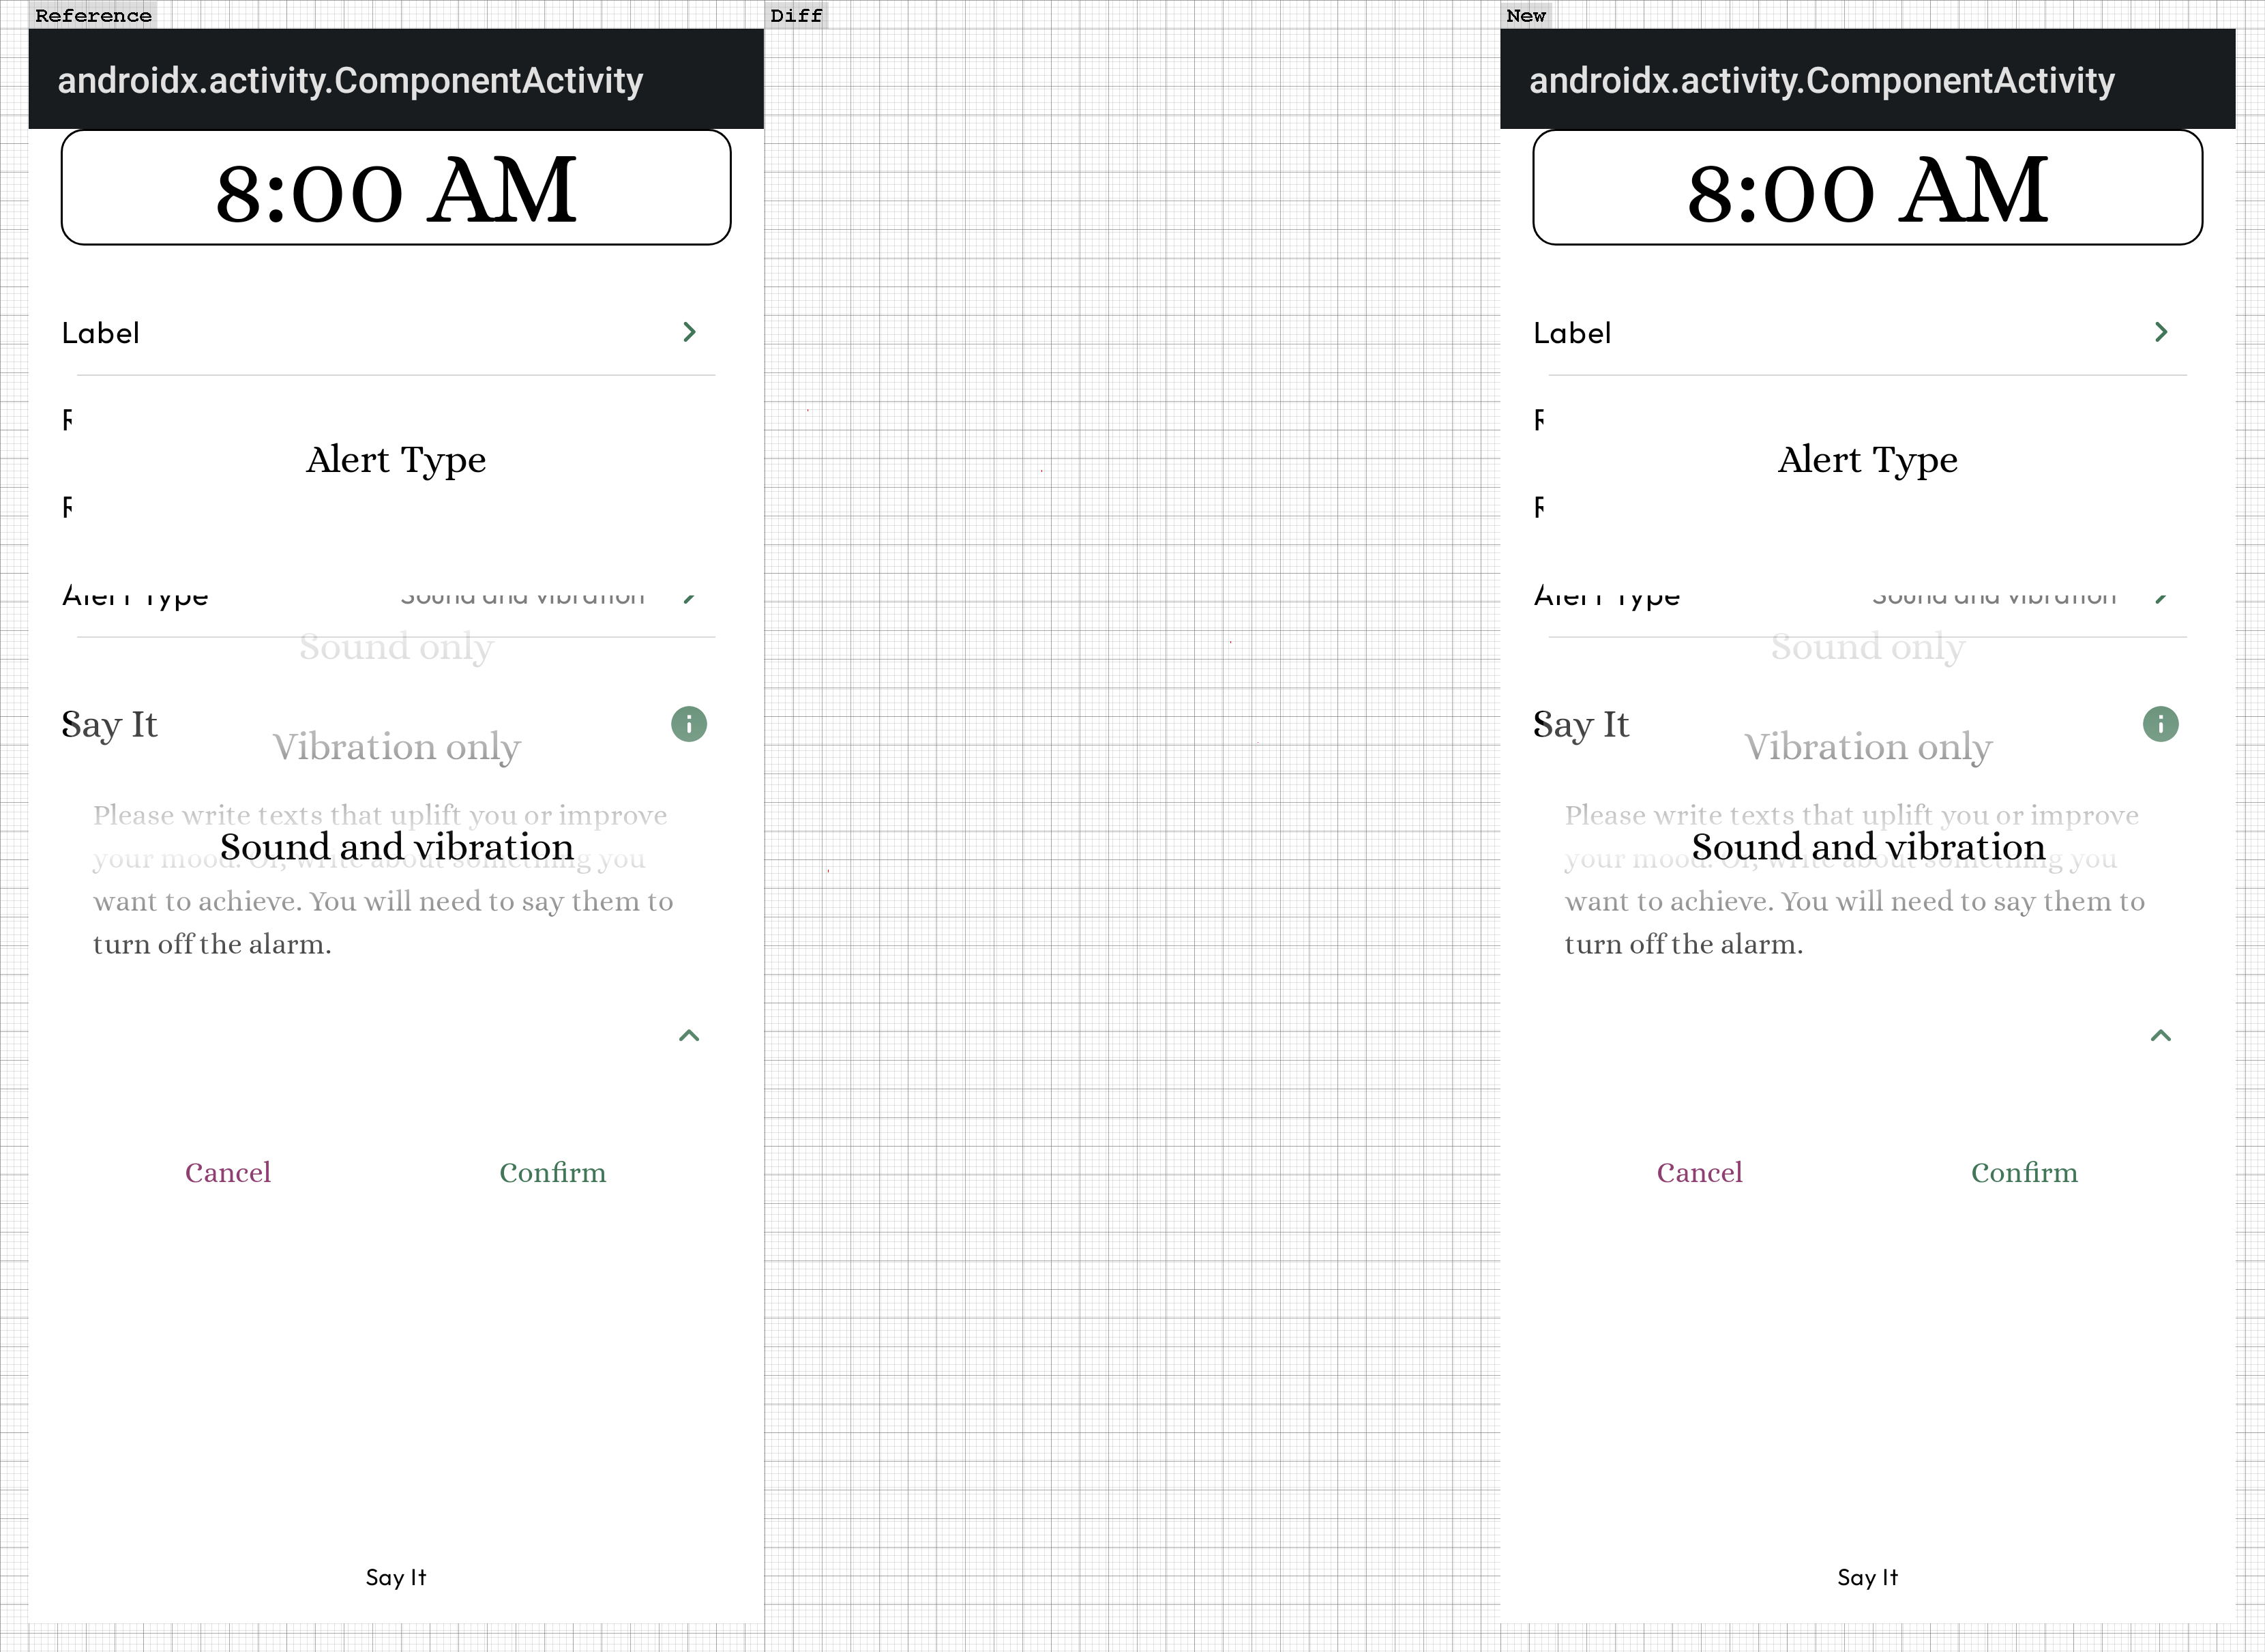 Reference
Diff
New
androidx.activity.ComponentActivity
8:00 AM
Label
R
Alert Type
R
Alert Type
Sound and vibration
Sound only
Say It
Vibration only
Please write texts that uplift you or improve
Sound and vibration
your mood. Or, write about something you
want to achieve. You will need to say them to
turn off the alarm.
Cancel
Confirm
Say It
androidx.activity.ComponentActivity
8:00 AM
Label
R
Alert Type
R
Alert Type
Sound and vibration
Sound only
Say It
Vibration only
Please write texts that uplift you or improve
Sound and vibration
your mood. Or, write about something you
want to achieve. You will need to say them to
turn off the alarm.
Cancel
Confirm
Say It